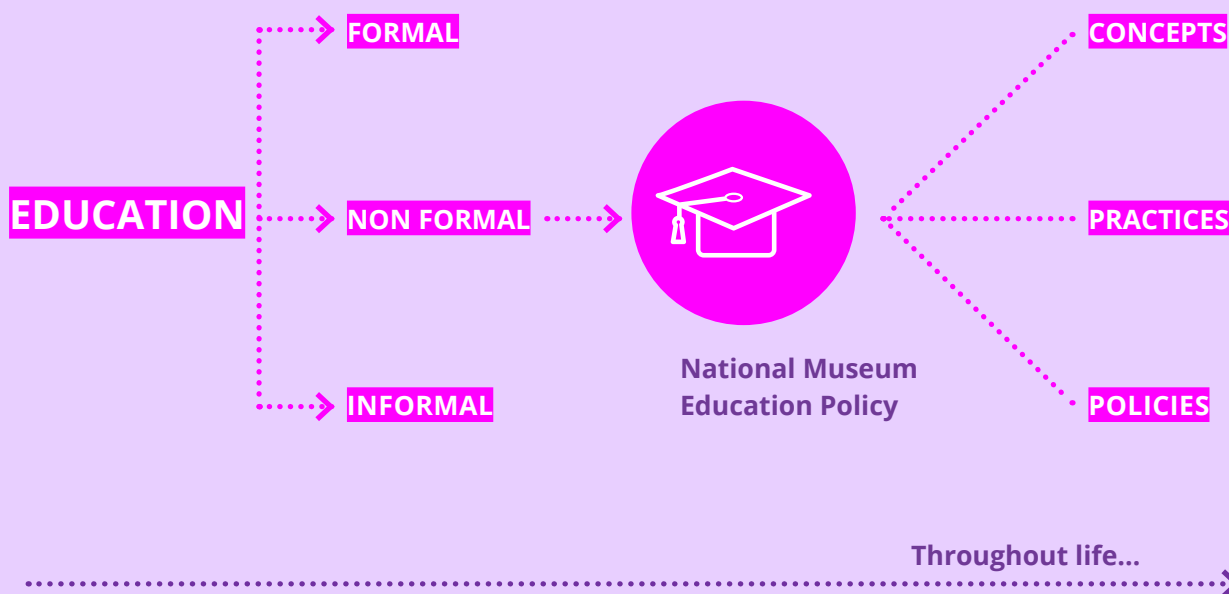 FORMAL
CONCEPTS
EDUCATION
NON FORMAL
PRACTICES
National Museum
Education Policy
INFORMAL
POLICIES
Throughout life...